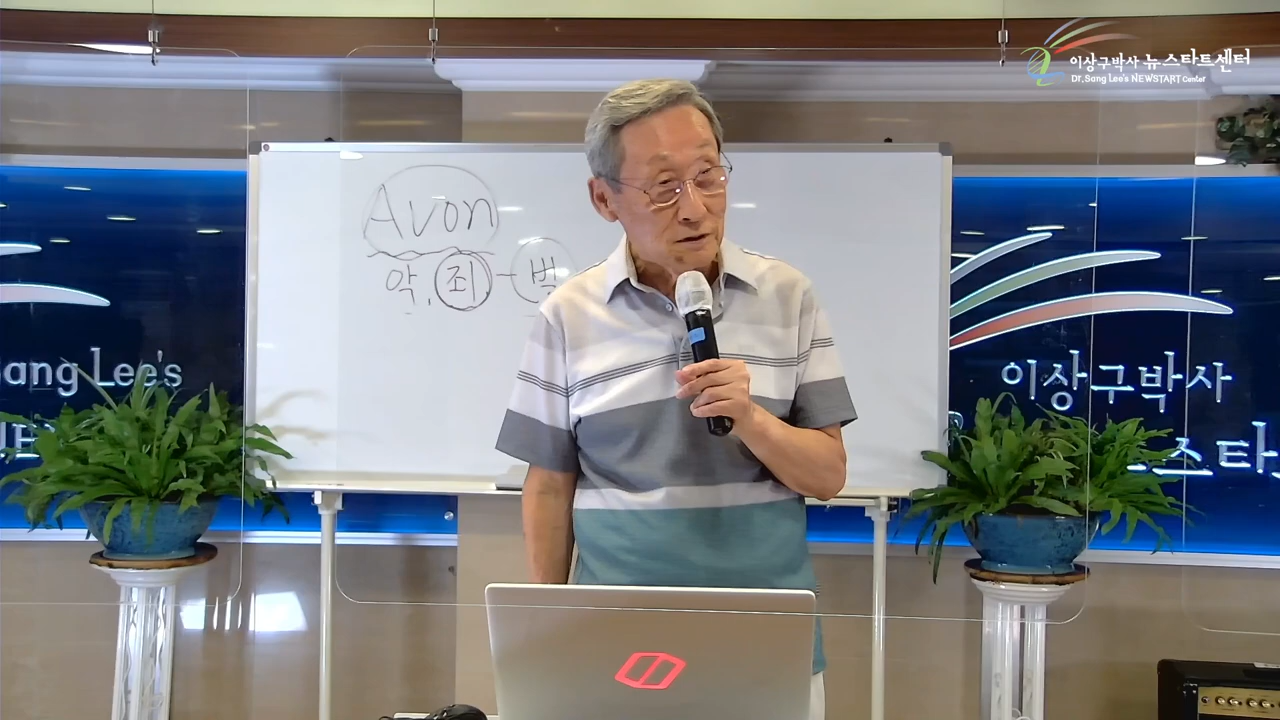 이상구박사 뉴스타트센터
Dr. Sang Lee's NEWSTART Center
Avon
악, 죄 - 벌
Sang Lee's
이상구박사
스타